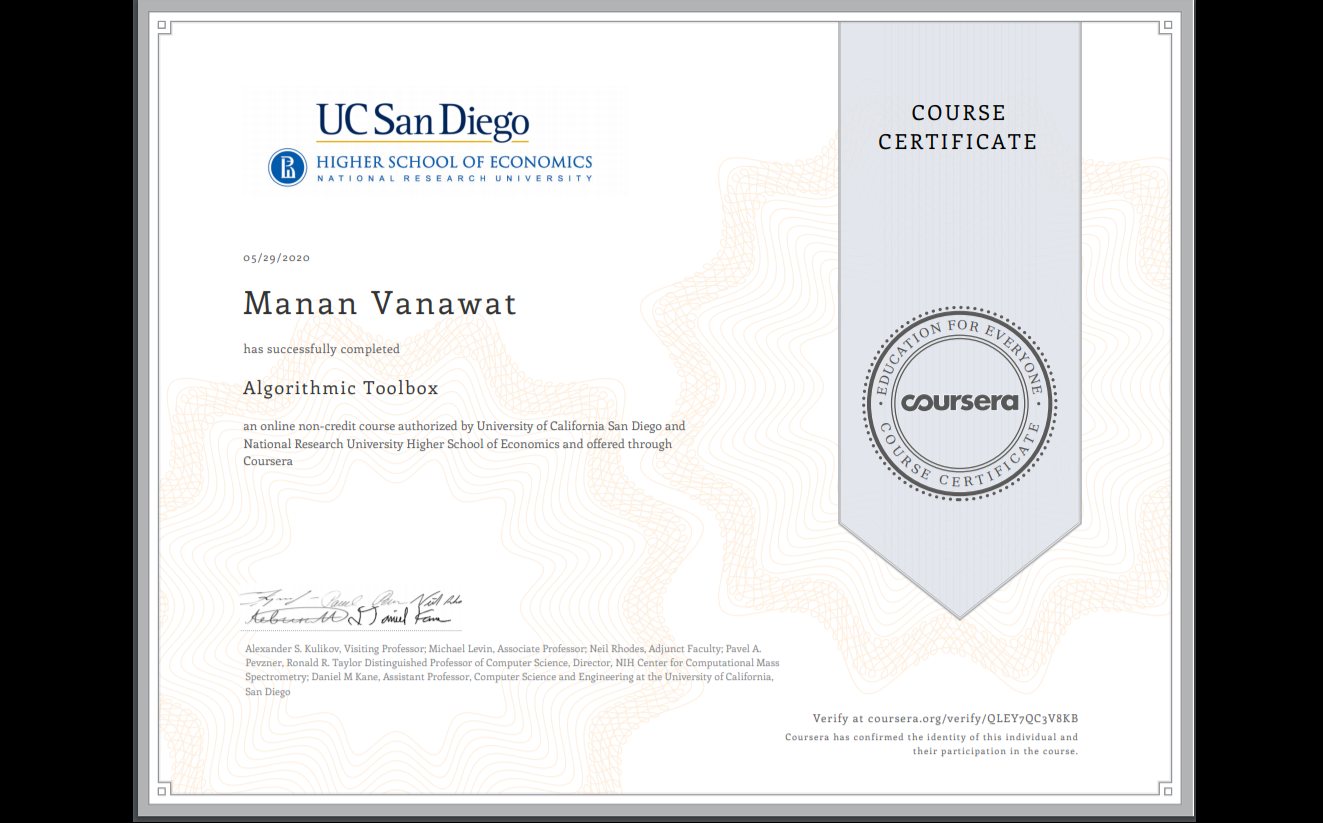 UC San Diego
HIGHER SCHOOL OF ECONOMICS
NATIONAL RESEARCH UNIVERSITY
05/29/2020
Manan Vanawat
has successfully completed
Algorithmic Toolbox
an online non-credit course authorized by University of California San Diego and
National Research University Higher School of Economics and offered through
Coursera
Alexander S. Kulikov, Visiting Professor; Michael Levin, Associate Professor; Neil Rhodes, Adjunct Faculty; Pavel A.
Pevzner, Ronald R. Taylor Distinguished Professor of Computer Science, Director, NIH Center for Computational Mass
Spectrometry; Daniel M Kane, Assistant Professor, Computer Science and Engineering at the University of California,
San Diego
COURSE
CERTIFICATE
EDUCATION FOR EVERYONE
coursera
COURSE CERTIFICATE
Verify at coursera.org/verify/QLEY7QC3V8KB
Coursera has confirmed the identity of this individual and
their participation in the course.